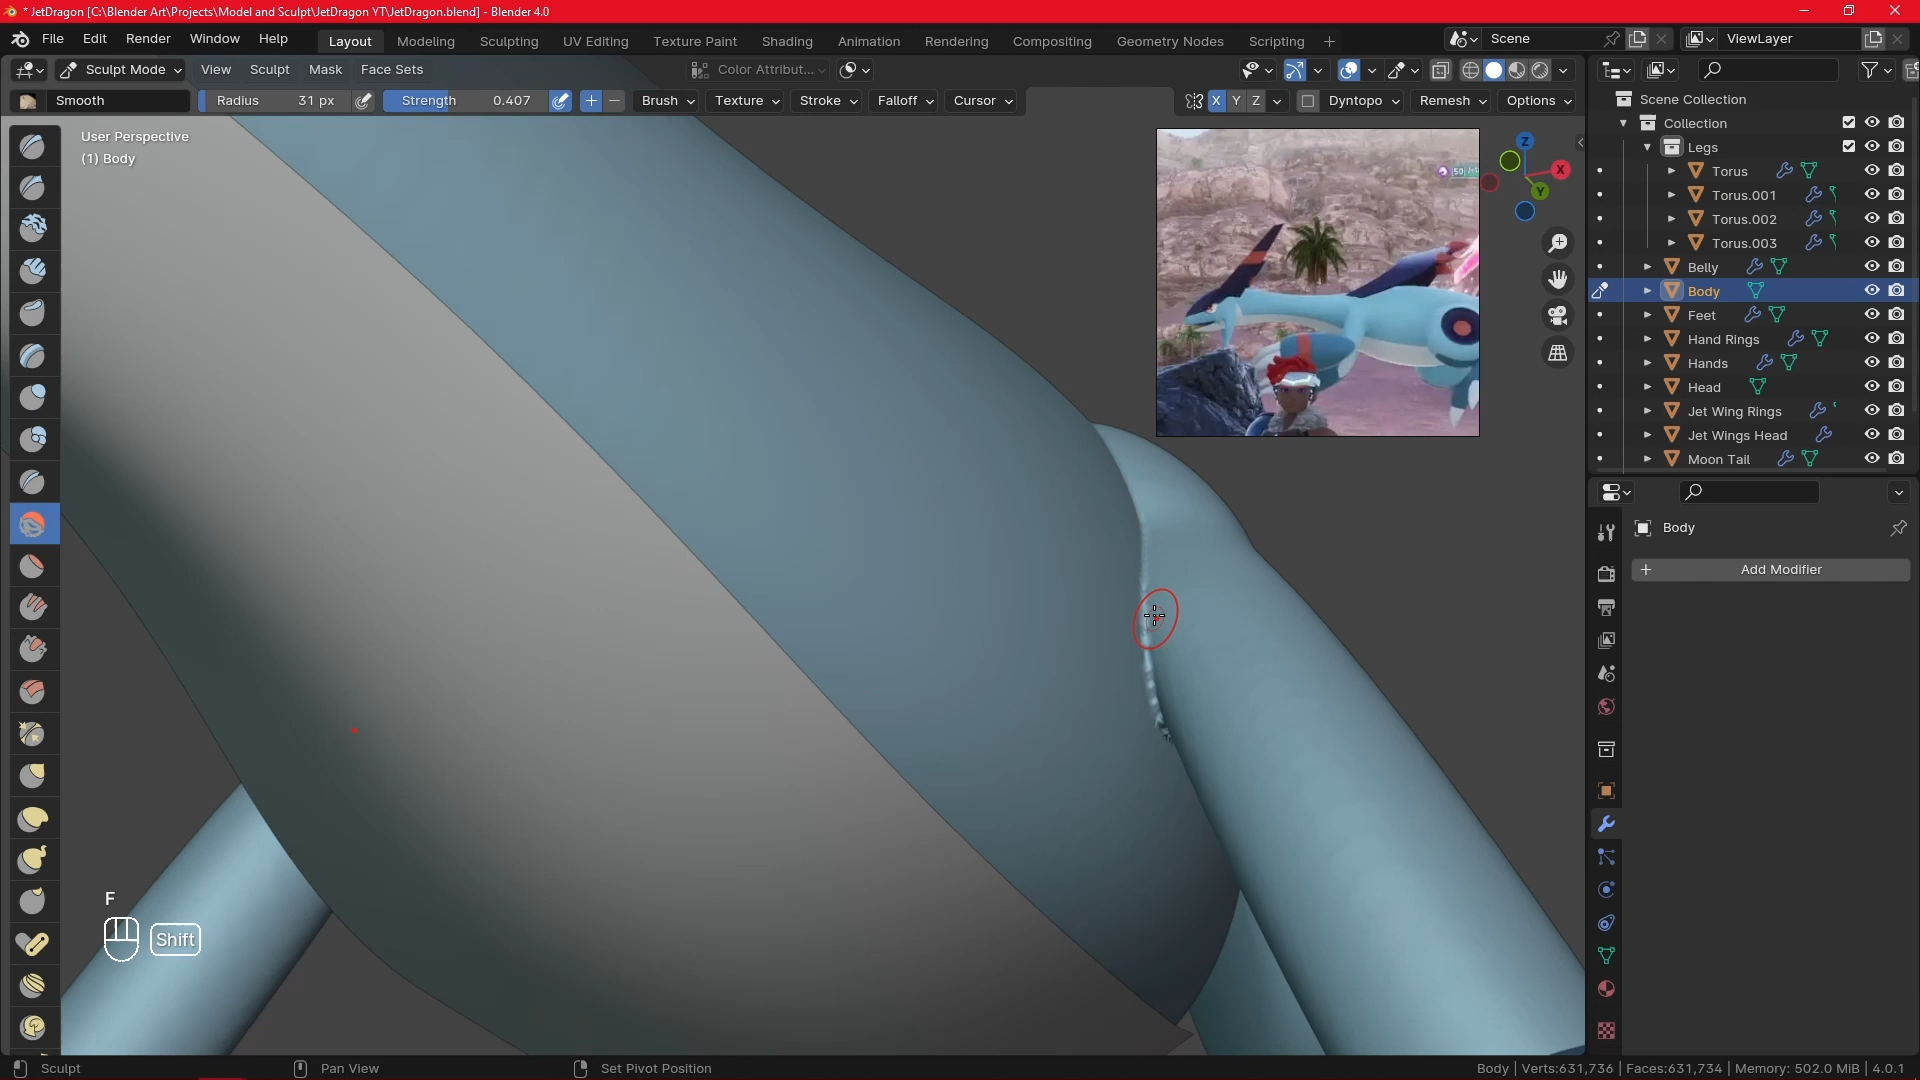 * JetDragon [C:\Blender Art\Projects\Model and Sculpt\JetDragon YT\JetDragon.blend] - Blender 4.0
File Edit Render Window Help Layout Modeling Sculpting UV Editing Texture Paint Shading Animation Rendering Compositing Geometry Nodes Scripting + Scene ViewLayer
Sculpt Mode View Sculpt Mask Face Sets Color Attribut...
Smooth Radius 31 px Strength 0.407 Brush Texture Stroke Falloff Cursor X Y Z Dyntopo Remesh Options
User Perspective
(1) Body
Z
X
Y
50
Scene Collection
Collection
Legs
Torus
Torus.001
Torus.002
Torus.003
Belly
Body
Feet
Hand Rings
Hands
Head
Jet Wing Rings
Jet Wings Head
Moon Tail
Body
+ Add Modifier
F
Shift
Sculpt Pan View Set Pivot Position Body | Verts:631,736 | Faces:631,734 | Memory: 502.0 MiB | 4.0.1